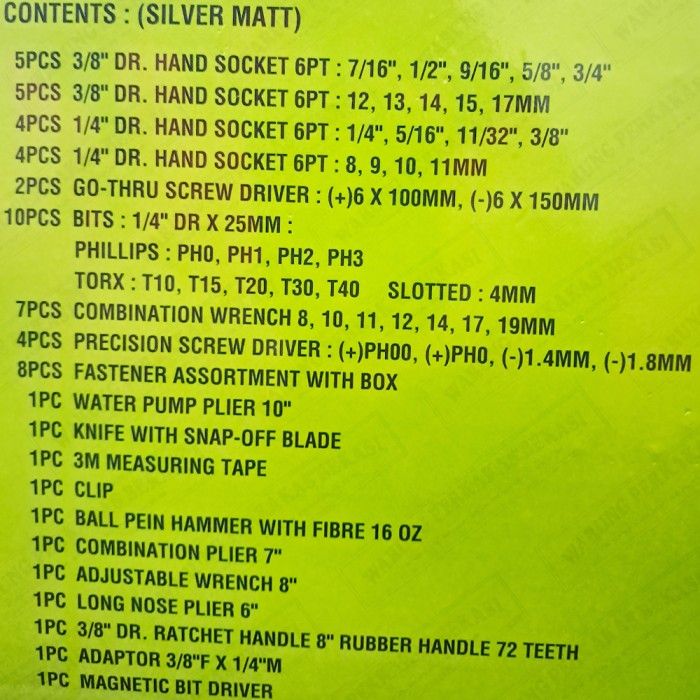 CONTENTS : (SILVER MATT)
5PCS 3/8" DR. HAND SOCKET 6PT : 7/16", 1/2", 9/16", 5/8", 3/4"
5PCS 3/8" DR. HAND SOCKET 6PT : 12, 13, 14, 15, 17MM
4PCS 1/4" DR. HAND SOCKET 6PT : 1/4", 5/16", 11/32", 3/8"
4PCS 1/4" DR. HAND SOCKET 6PT : 8, 9, 10, 11MM
2PCS GO-THRU SCREW DRIVER : (+)6 X 100MM, (-)6 X 150MM
10PCS BITS : 1/4" DR X 25MM :
PHILLIPS : PH0, PH1, PH2, PH3
TORX : T10, T15, T20, T30, T40 SLOTTED : 4MM
7PCS COMBINATION WRENCH 8, 10, 11, 12, 14, 17, 19MM
4PCS PRECISION SCREW DRIVER : (+)PH00, (+)PH0, (-)1.4MM, (-)1.8MM
8PCS FASTENER ASSORTMENT WITH BOX
1PC WATER PUMP PLIER 10"
1PC KNIFE WITH SNAP-OFF BLADE
1PC 3M MEASURING TAPE
1PC CLIP
1PC BALL PEIN HAMMER WITH FIBRE 16 OZ
1PC COMBINATION PLIER 7"
1PC ADJUSTABLE WRENCH 8"
1PC LONG NOSE PLIER 6"
1PC 3/8" DR. RATCHET HANDLE 8" RUBBER HANDLE 72 TEETH
1PC ADAPTOR 3/8"F X 1/4"M
1PC MAGNETIC BIT DRIVER